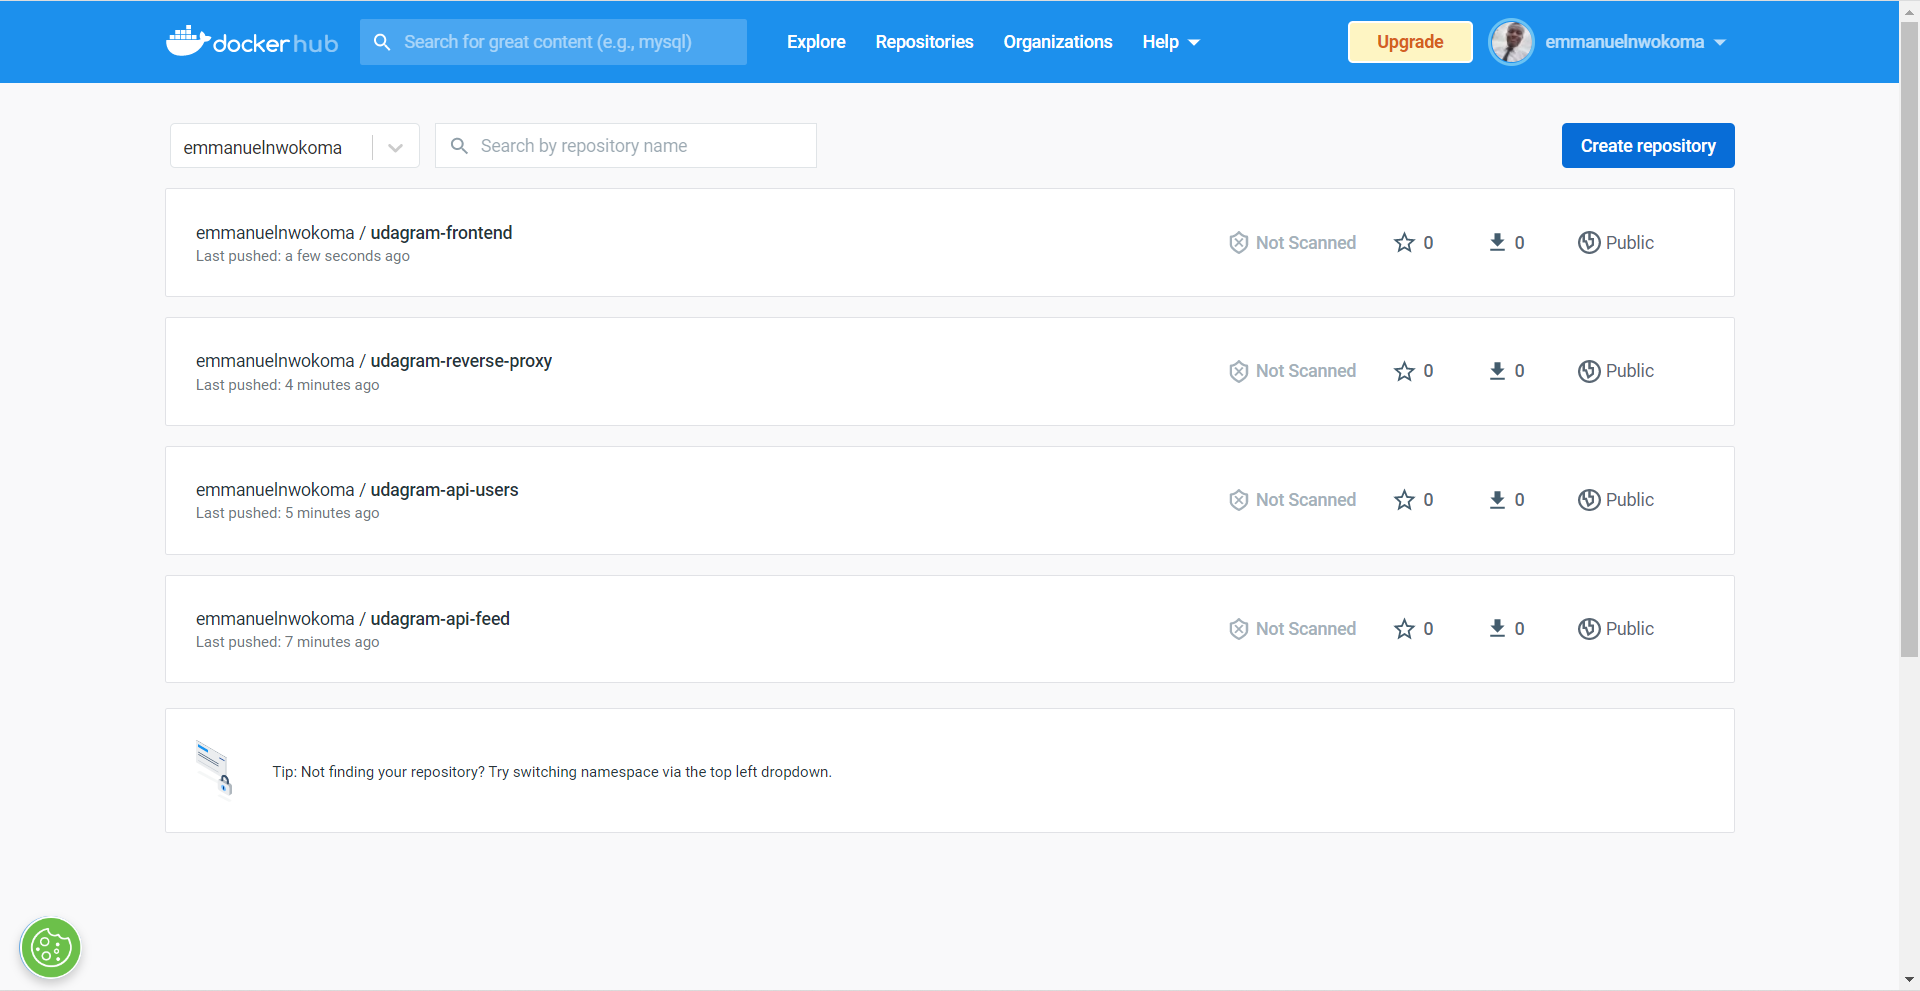 dockerhub
Search for great content (e.g., mysql)
Explore
Repositories
Organizations
Help
Upgrade
emmanuelnwokoma
emmanuelnwokoma
Search by repository name
Create repository
emmanuelnwokoma / udagram-frontend
Last pushed: a few seconds ago
Not Scanned
0
0
Public
emmanuelnwokoma / udagram-reverse-proxy
Last pushed: 4 minutes ago
Not Scanned
0
0
Public
emmanuelnwokoma / udagram-api-users
Last pushed: 5 minutes ago
Not Scanned
0
0
Public
emmanuelnwokoma / udagram-api-feed
Last pushed: 7 minutes ago
Not Scanned
0
0
Public
Tip: Not finding your repository? Try switching namespace via the top left dropdown.